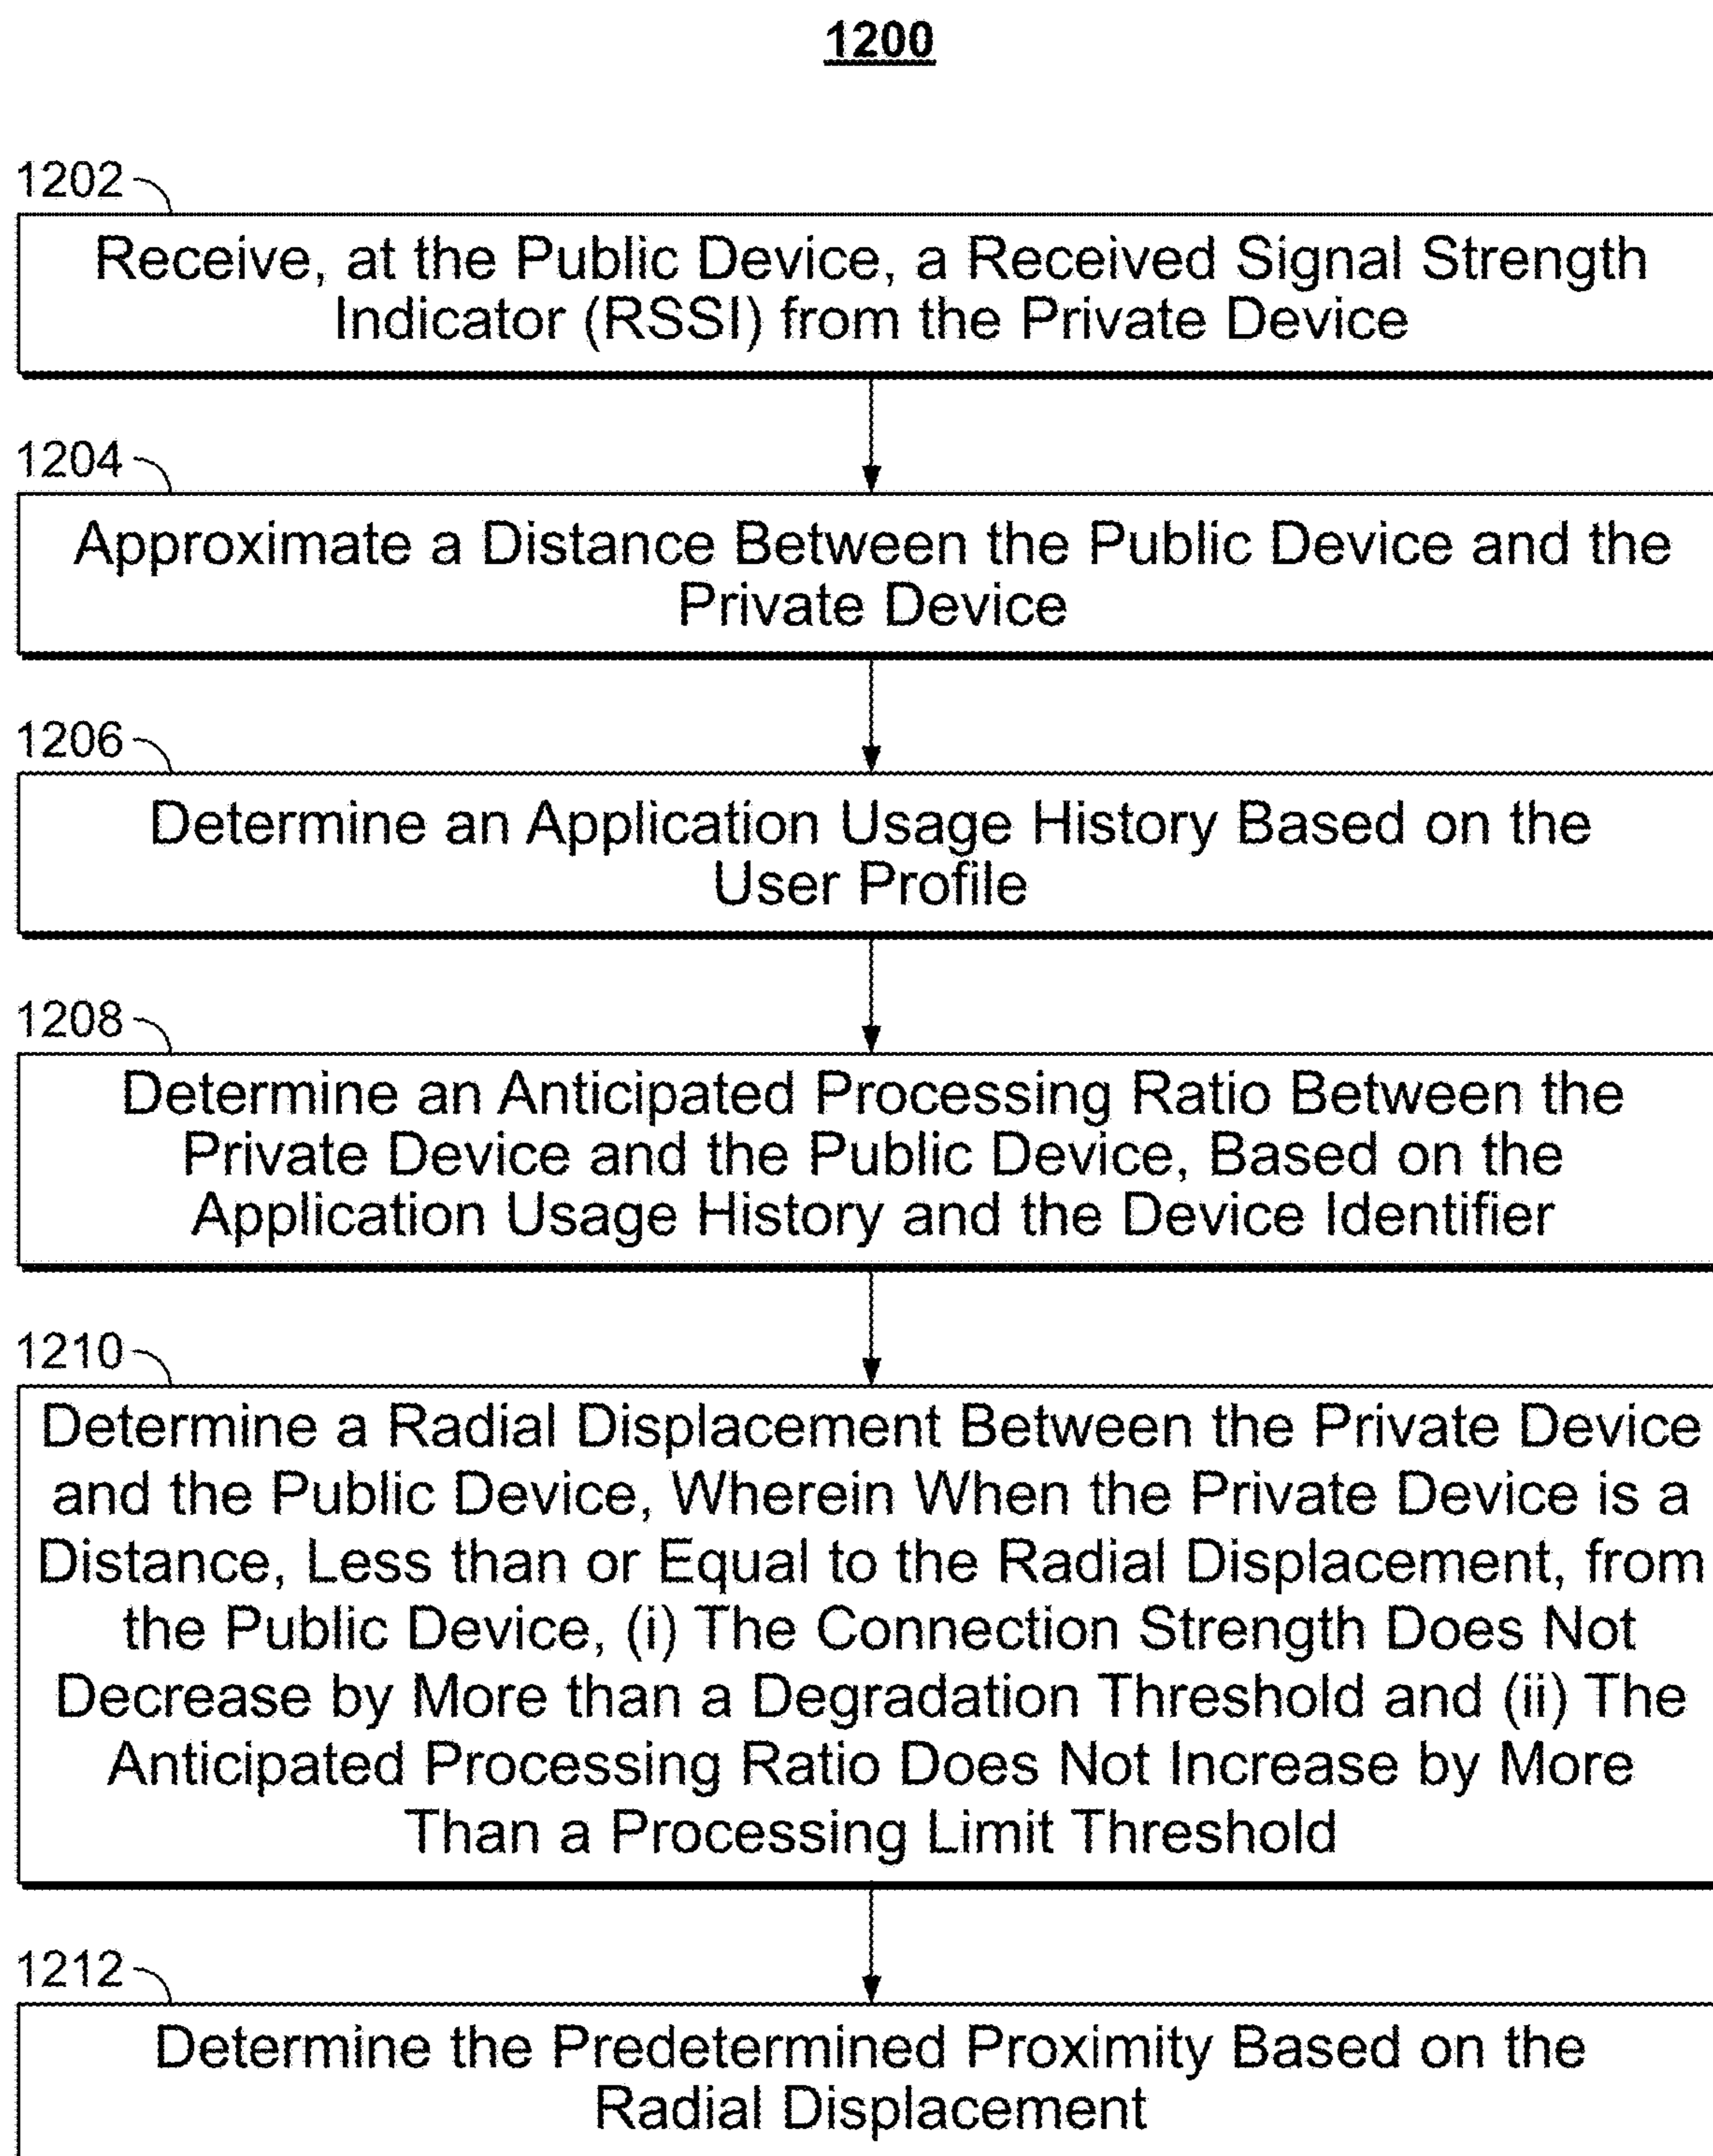 1200
1202
Receive, at the Public Device, a Received Signal Strength
Indicator (RSSI) from the Private Device
1204
Approximate a Distance Between the Public Device and the
Private Device
1206
Determine an Application Usage History Based on the
User Profile
1208
Determine an Anticipated Processing Ratio Between the
Private Device and the Public Device, Based on the
Application Usage History and the Device Identifier
1210
Determine a Radial Displacement Between the Private Device
and the Public Device, Wherein When the Private Device is a
Distance, Less than or Equal to the Radial Displacement, from
the Public Device, (i) The Connection Strength Does Not
Decrease by More than a Degradation Threshold and (ii) The
Anticipated Processing Ratio Does Not Increase by More
Than a Processing Limit Threshold
1212
Determine the Predetermined Proximity Based on the
Radial Displacement